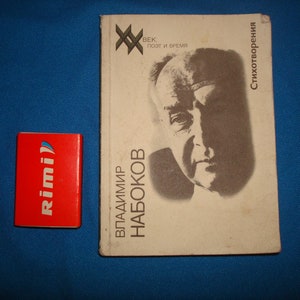 XX
ВЕК:
ПОЭТ И ВРЕМЯ
ВЛАДИМИР
НАБОКОВ
Стихотворения
Rimi